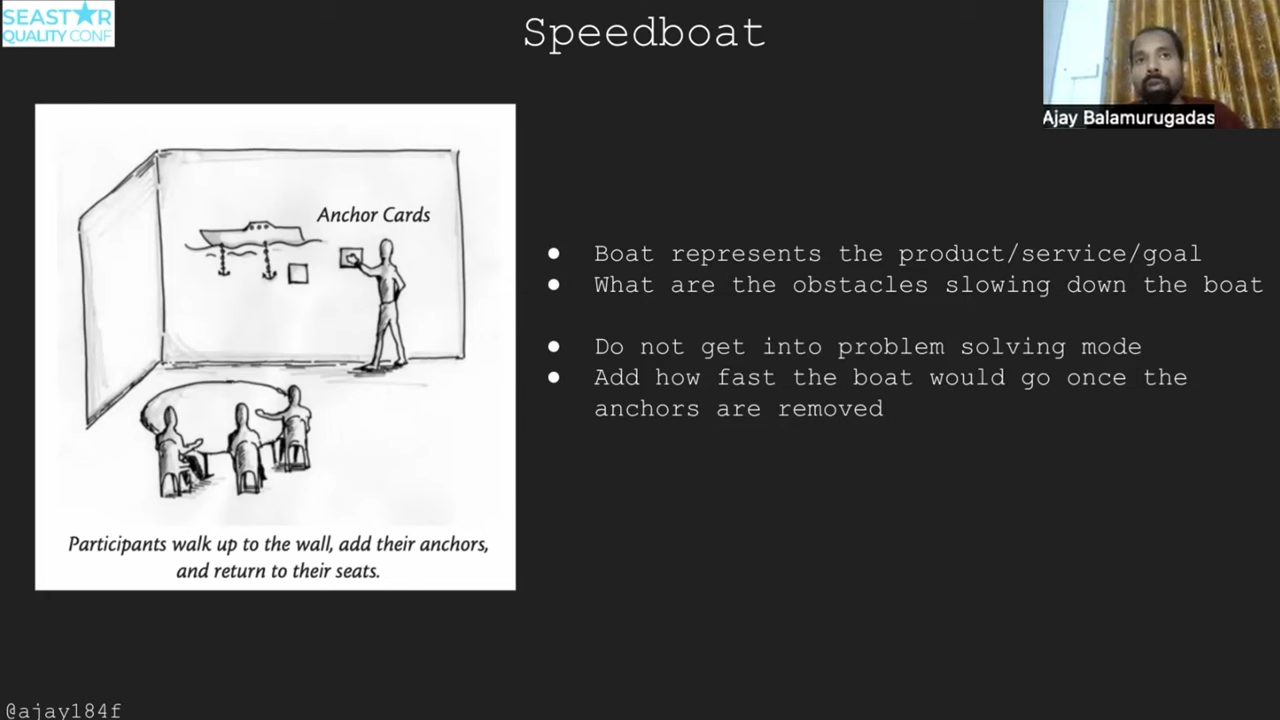 SEASTAR
QUALITY CONF
Speedboat
Ajay Balamurugadas
Anchor Cards
Participants walk up to the wall, add their anchors,
and return to their seats.
● Boat represents the product/service/goal
● What are the obstacles slowing down the boat
● Do not get into problem solving mode
● Add how fast the boat would go once the
anchors are removed
@ajay184f